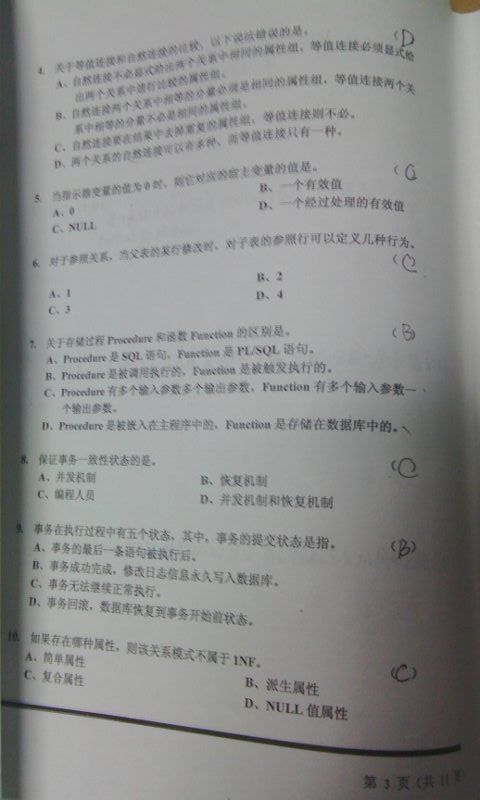 4. 关于等值连接和自然连接的比较，以下说法错误的是。 (D)
A、自然连接不必显式给出两个关系中相同的属性组，等值连接必须显式给
出两个关系中进行比较的属性组。
B、自然连接两个关系中相等的分量必须是相同的属性组，等值连接两个关
系中相等的分量不必是相同的属性组。
C、自然连接要在结果中去掉重复的属性组，等值连接则不必。
D、两个关系的自然连接可以有多种，而等值连接只有一种。
5. 当指示器变量的值为 0 时，则它对应的宿主变量的值是。
A、0 B、一个有效值
C、NULL D、一个经过处理的有效值
6. 对于参照关系，当父表的某行修改时，对子表的参照行可以定义几种行为。 (C)
A、1 B、2
C、3 D、4
7. 关于存储过程 Procedure 和函数 Function 的区别是。 (B)
A、Procedure 是 SQL 语句，Function 是 PL/SQL 语句。
B、Procedure 是被调用执行的，Function 是被触发执行的。
C、Procedure 有多个输入参数多个输出参数，Function 有多个输入参数一
个输出参数。
D、Procedure 是被嵌入在主程序中的，Function 是存储在数据库中的。
8. 保证事务一致性状态的是。 (C)
A、并发机制 B、恢复机制
C、编程人员 D、并发机制和恢复机制
9. 事务在执行过程中有五个状态，其中，事务的提交状态是指。 (B)
A、事务的最后一条语句被执行后。
B、事务成功完成，修改日志信息永久写入数据库。
C、事务无法继续正常执行。
D、事务回滚，数据库恢复到事务开始前状态。
10. 如果存在哪种属性，则该关系模式不属于 1NF。 (C)
A、简单属性 B、派生属性
C、复合属性 D、NULL 值属性
第 3 页 (共 11 页)